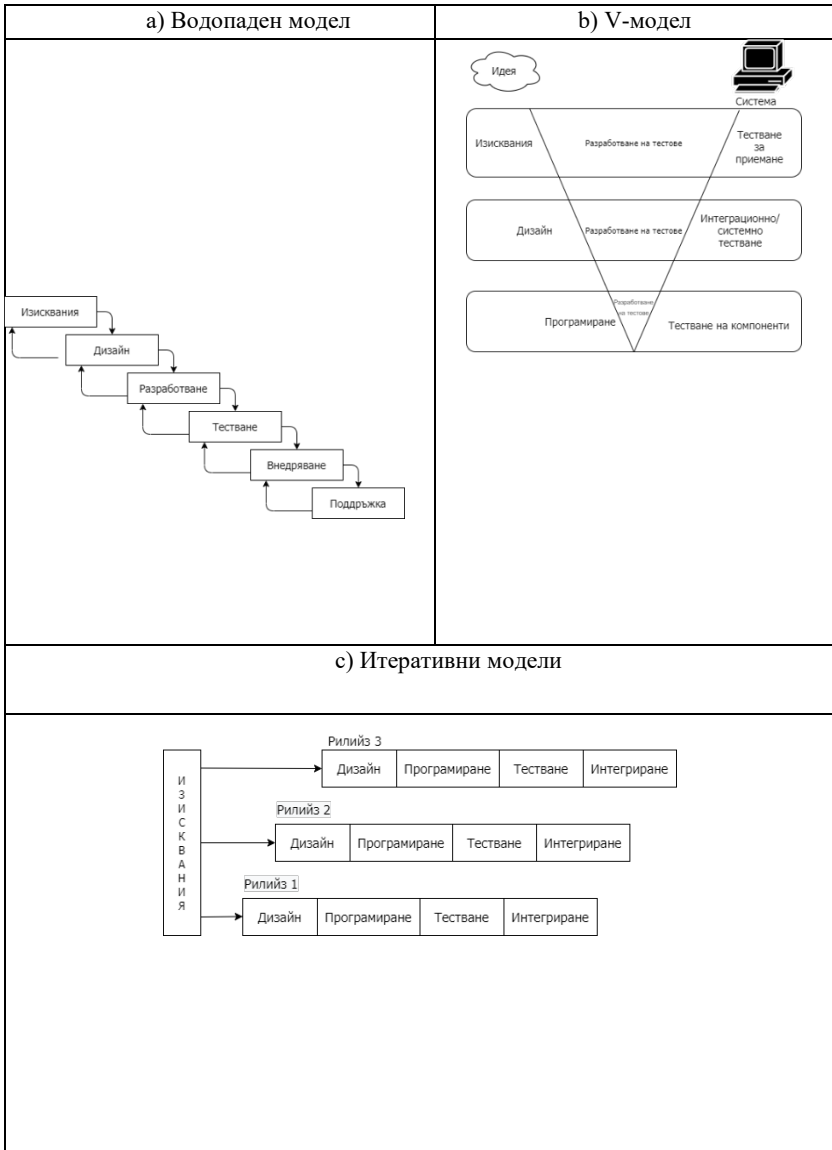 a) Водопаден модел
b) V-модел
Изисквания
Дизайн
Разработване
Тестване
Внедряване
Поддръжка
Идея
Система
Изисквания
Разработване на тестове
Тестване
за
приемане
Дизайн
Разработване на тестове
Интеграционно/
системно
тестване
Програмиране
Разработване
на тестове
Тестване на компоненти
c) Итеративни модели
И
З
И
С
К
В
А
Н
И
Я
Рилийз 3
Дизайн
Програмиране
Тестване
Интегриране
Рилийз 2
Дизайн
Програмиране
Тестване
Интегриране
Рилийз 1
Дизайн
Програмиране
Тестване
Интегриране